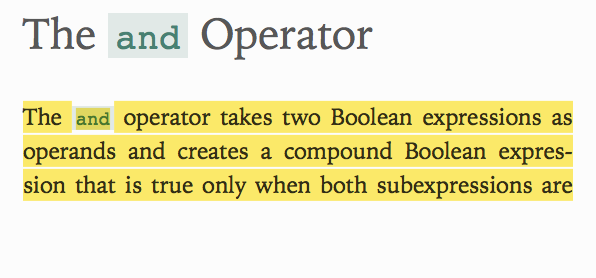 The and Operator
The and operator takes two Boolean expressions as
operands and creates a compound Boolean expres-
sion that is true only when both subexpressions are